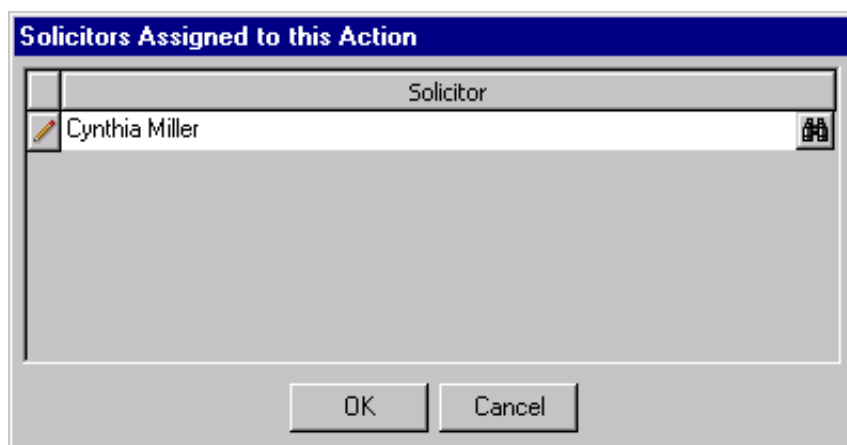 Solicitors Assigned to this Action
Solicitor
Cynthia Miller
OK
Cancel